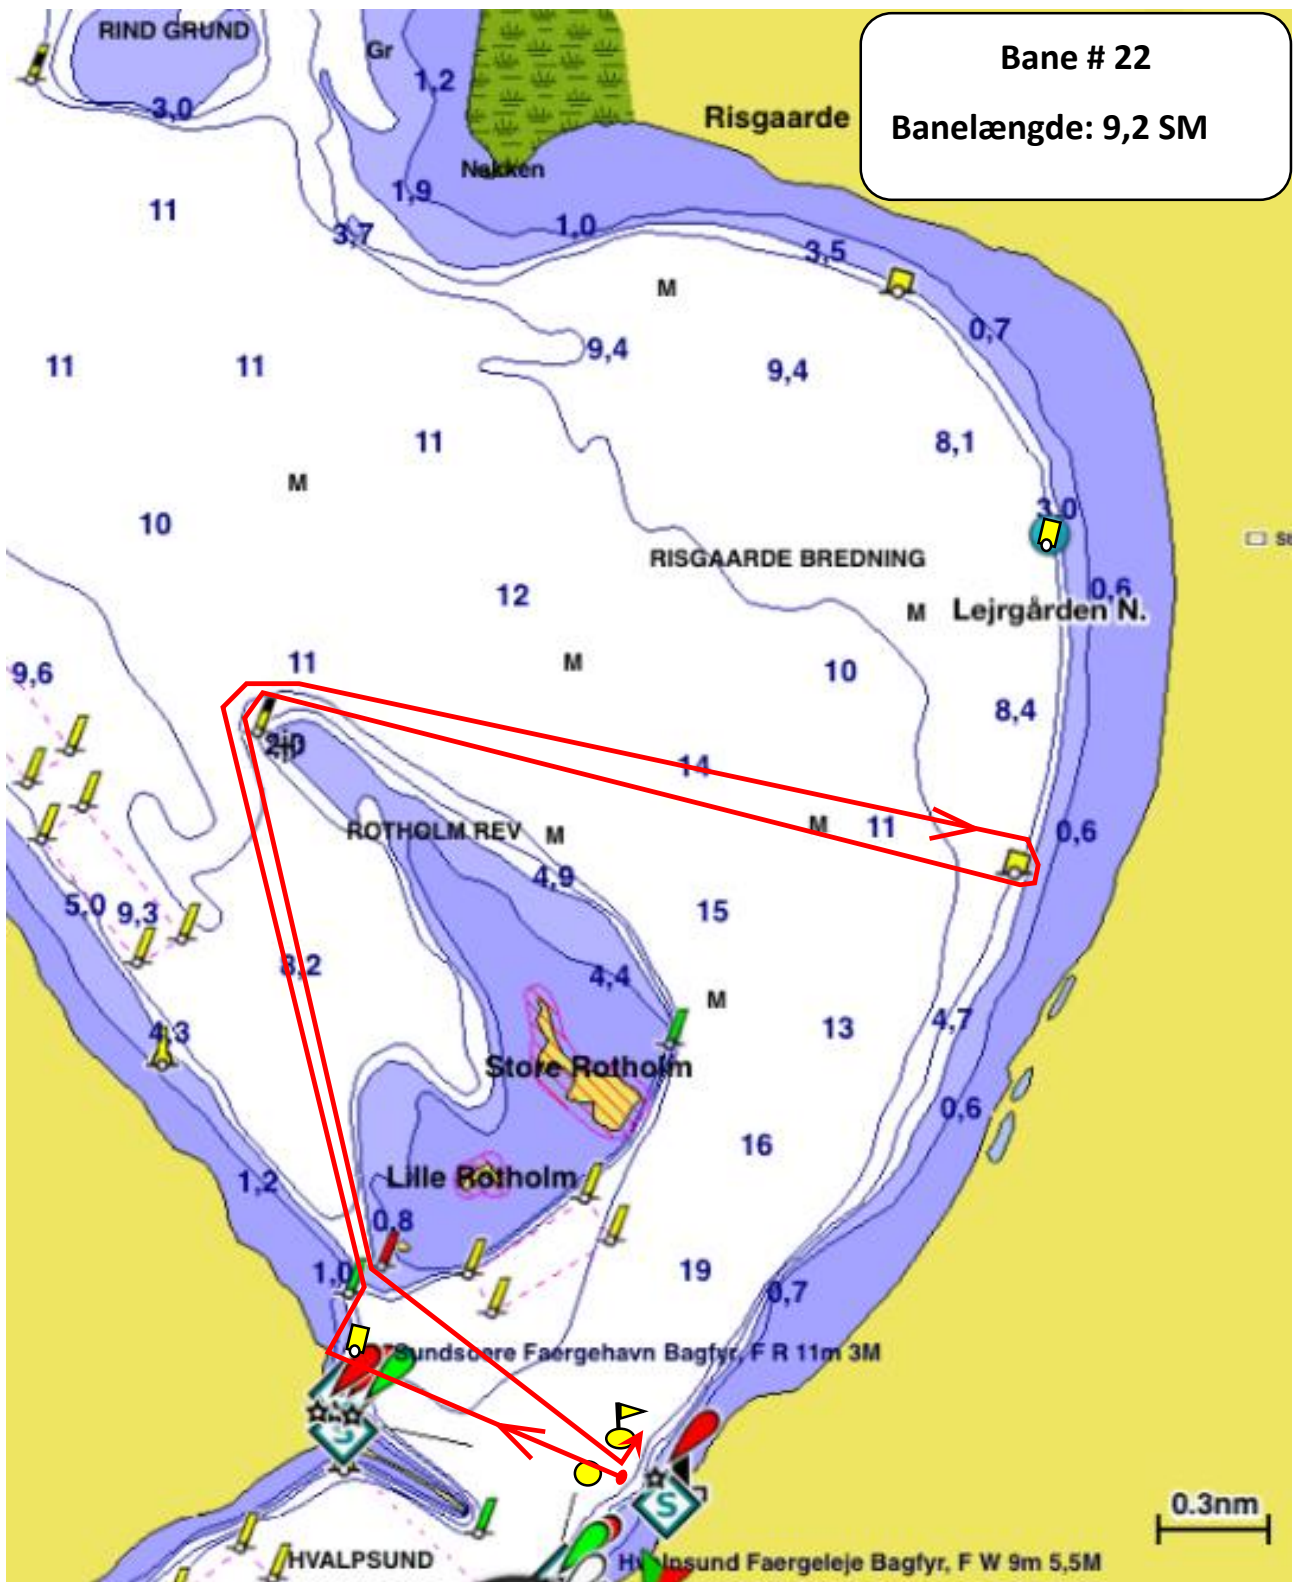 RIND GRUND
Gr
Bane # 22
1,2
3,0
Risgaarde
Banelængde: 9,2 SM
Nakken
1,9
11
3,7
1,0
3,5
M
0,7
9,4
11
11
9,4
11
8,1
M
3,0
10
RISGAARDE BREDNING
0,6
12
M
Lejrgården N.
11
M
9,6
10
8,4
2,0
14
ROTHOLM REV
M
M
11
0,6
4,9
5,0
9,3
15
8,2
4,4
M
4,3
13
4,7
Store Rotholm
0,6
16
Lille Rotholm
1,2
0,8
1,0
19
0,7
Sundsoere Faergehavn Bagfyr, F R 11m 3M
S
S
0.3nm
HVALPSUND
Hvalpsund Faergeleje Bagfyr, F W 9m 5,5M